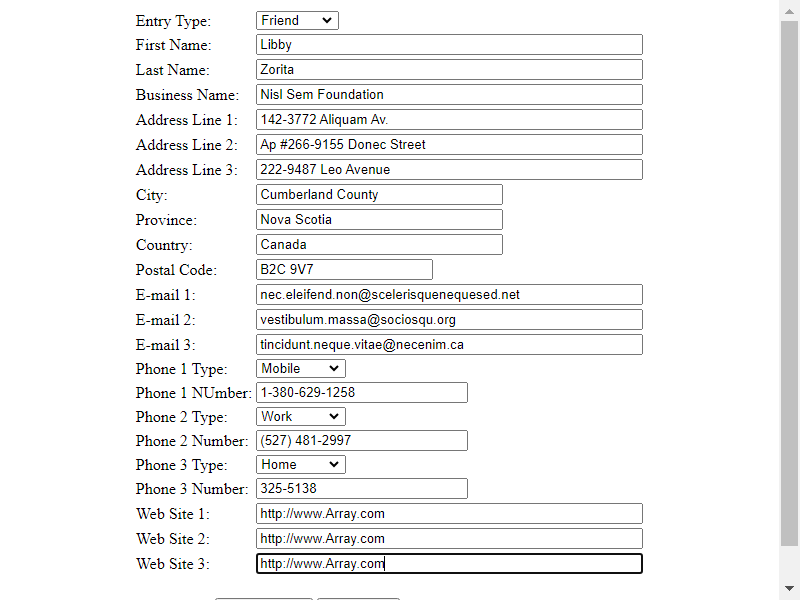 Entry Type: Friend
First Name: Libby
Last Name: Zorita
Business Name: Nisl Sem Foundation
Address Line 1: 142-3772 Aliquam Av.
Address Line 2: Ap #266-9155 Donec Street
Address Line 3: 222-9487 Leo Avenue
City: Cumberland County
Province: Nova Scotia
Country: Canada
Postal Code: B2C 9V7
E-mail 1: nec.eleifend.non@scelerisquenequesed.net
E-mail 2: vestibulum.massa@sociosqu.org
E-mail 3: tincidunt.neque.vitae@necenim.ca
Phone 1 Type: Mobile
Phone 1 NUmber: 1-380-629-1258
Phone 2 Type: Work
Phone 2 Number: (527) 481-2997
Phone 3 Type: Home
Phone 3 Number: 325-5138
Web Site 1: http://www.Array.com
Web Site 2: http://www.Array.com
Web Site 3: http://www.Array.com